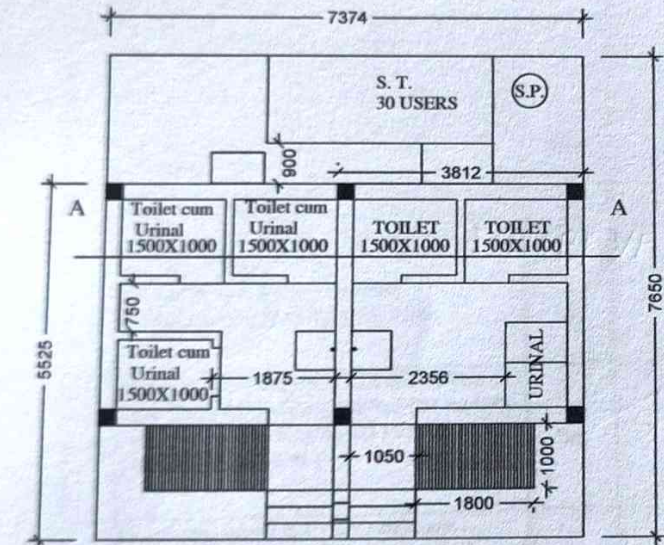 7374
S. T.
30 USERS
S.P.
900
3812
A
Toilet cum
Urinal
1500X1000
Toilet cum
Urinal
1500X1000
TOILET
1500X1000
TOILET
1500X1000
A
7650
5525
750
Toilet cum
Urinal
1500X1000
1875
2356
URINAL
1050
1000
1800